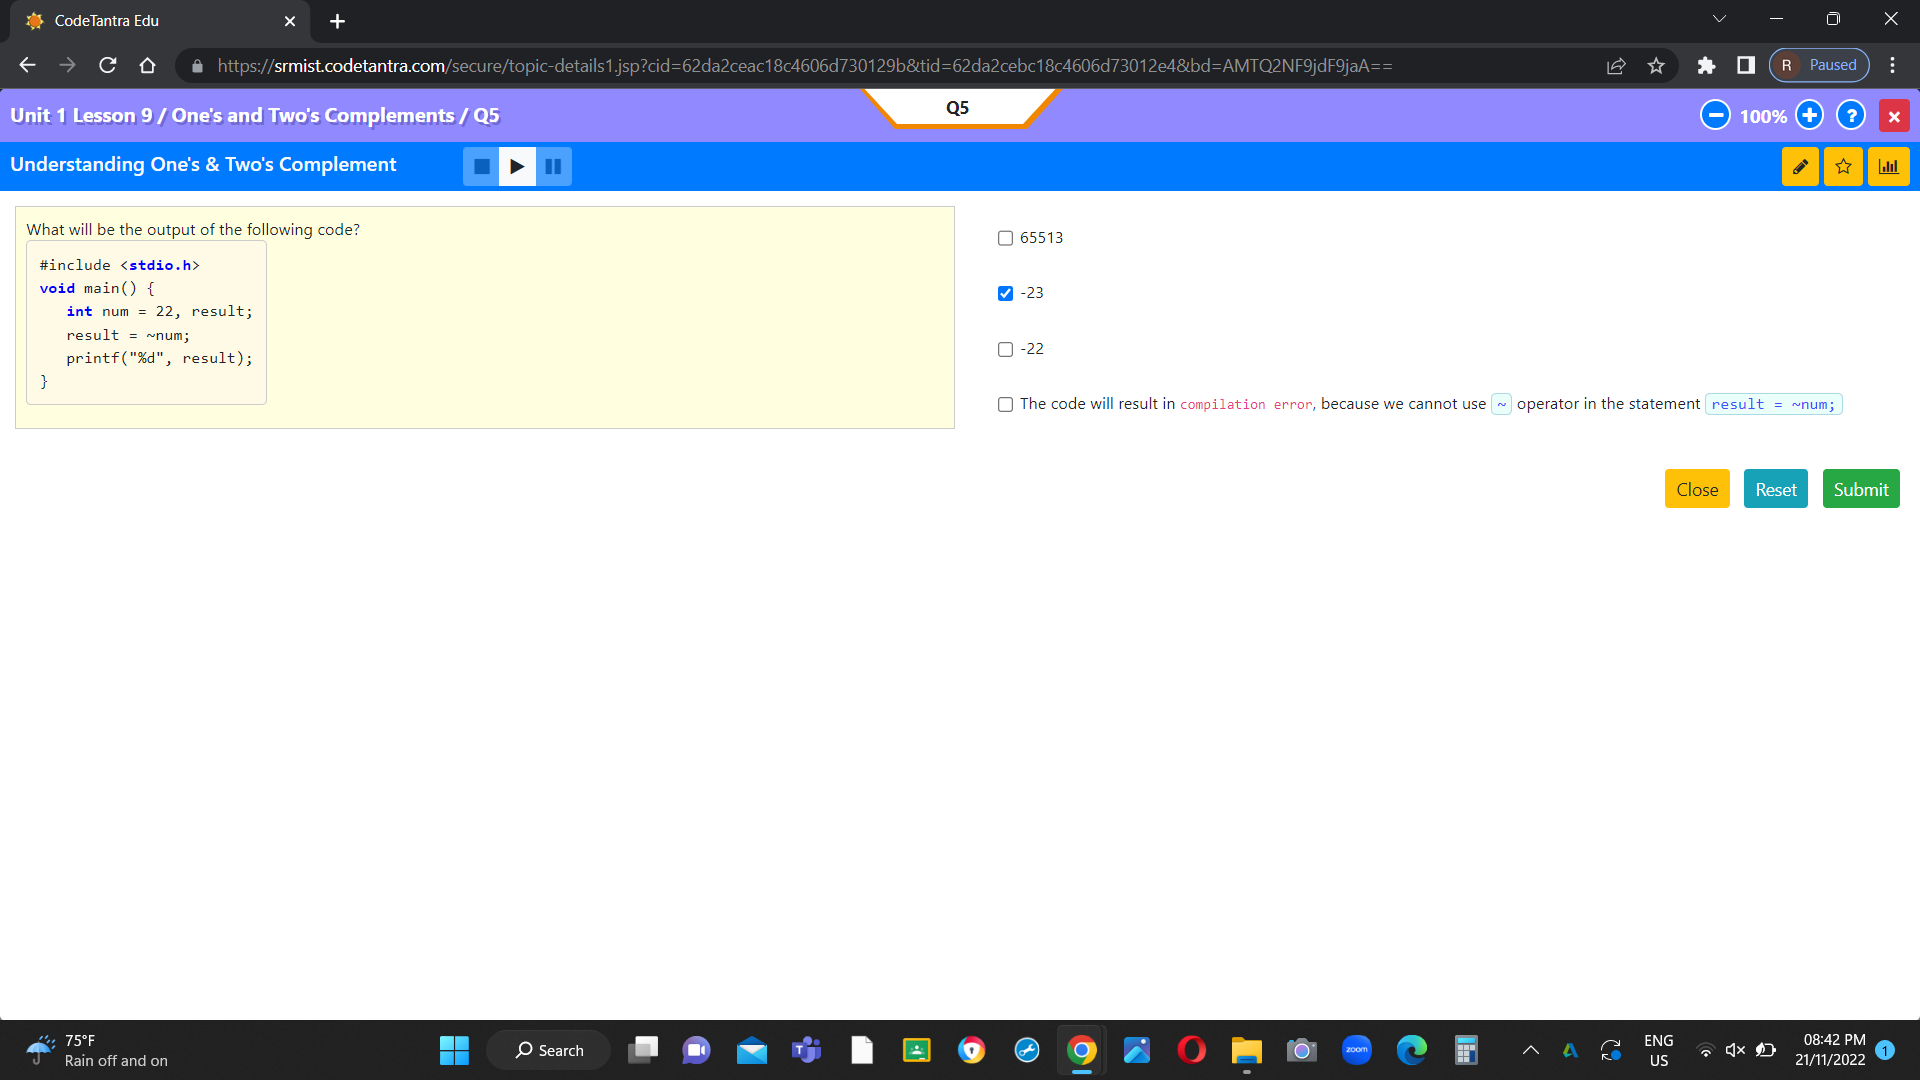 CodeTantra Edu
https://srmist.codetantra.com/secure/topic-details1.jsp?cid=62da2ceac18c4606d730129b&tid=62da2cebc18c4606d73012e4&bd=AMTQ2NF9jdF9jaA==
R Paused
Unit 1 Lesson 9 / One's and Two's Complements / Q5
Q5
100%
?
Understanding One's & Two's Complement
What will be the output of the following code?
#include <stdio.h>
void main() {
int num = 22, result;
result = ~num;
printf("%d", result);
}
65513
-23
-22
The code will result in compilation error, because we cannot use ~ operator in the statement result = ~num;
Close Reset Submit
75°F
Rain off and on
Search
zoom
ENG
US
08:42 PM
21/11/2022
1